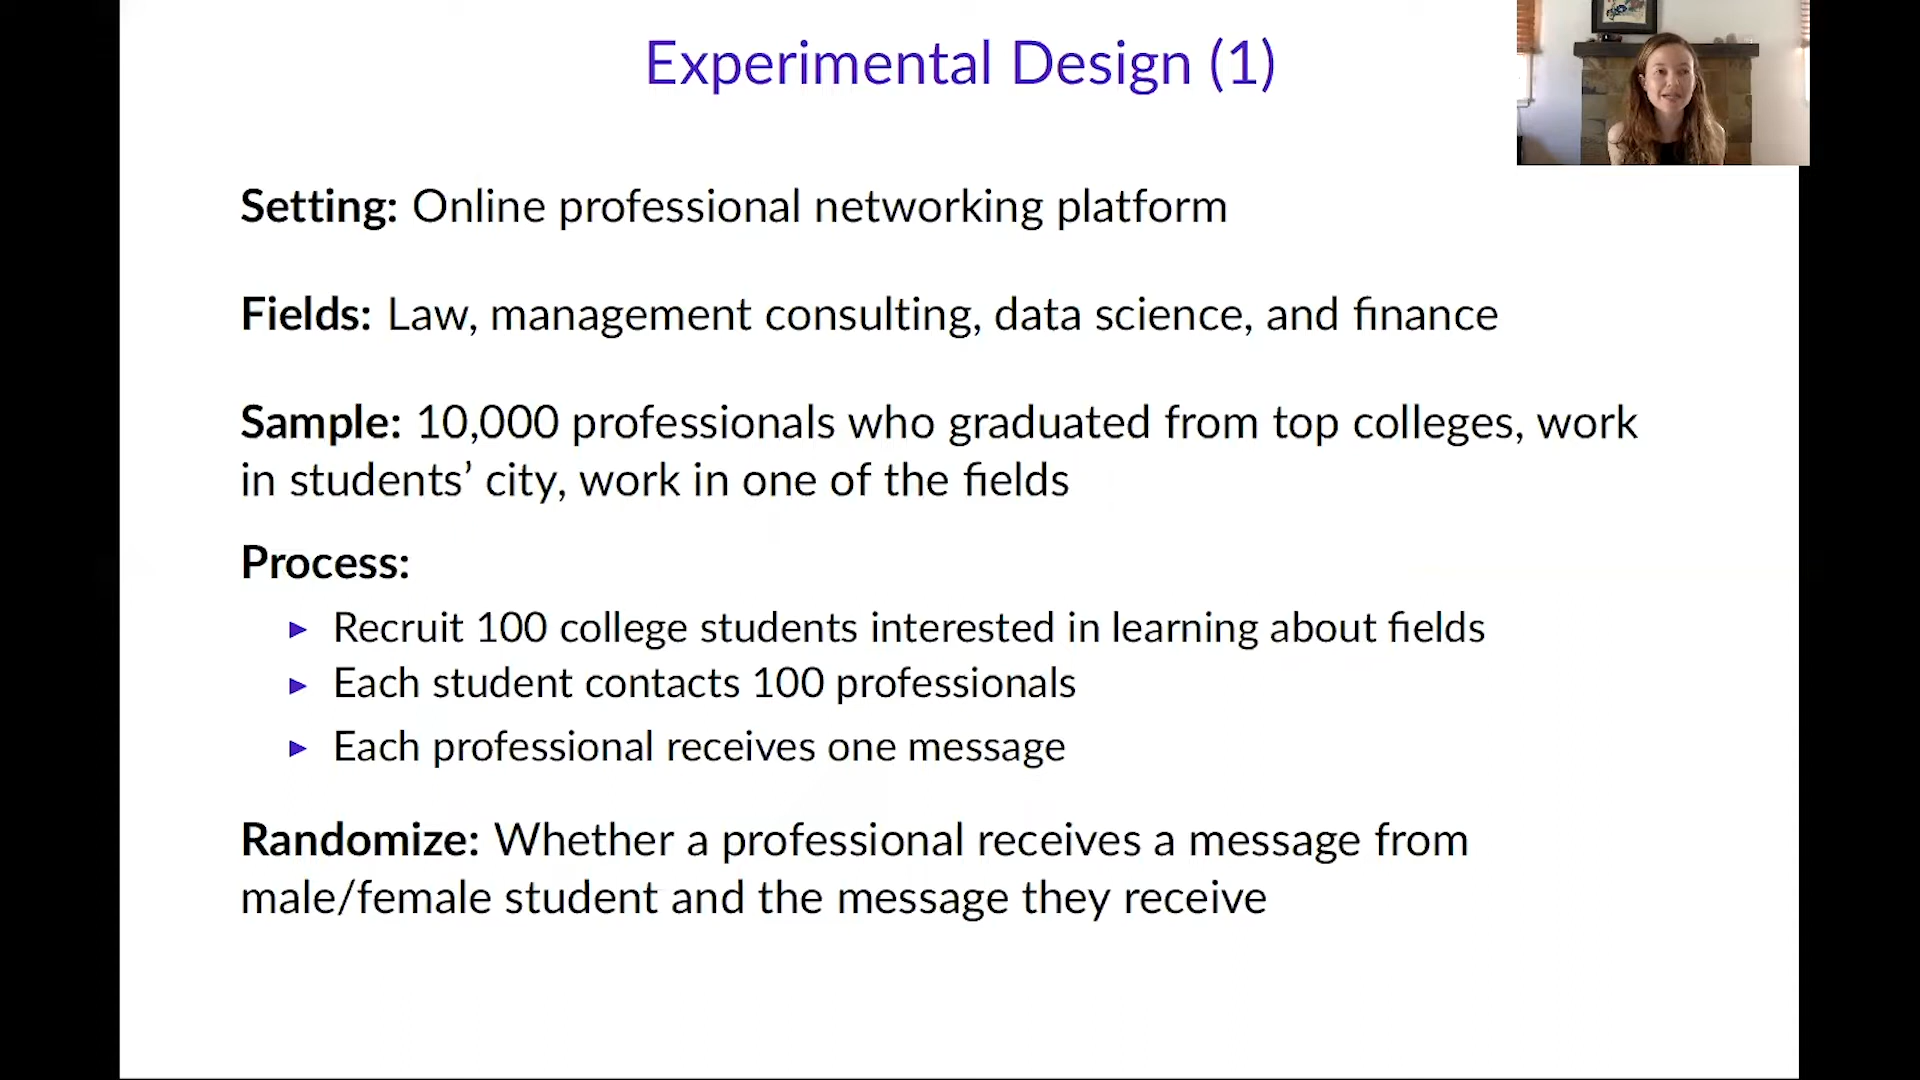 Experimental Design (1)
Setting: Online professional networking platform
Fields: Law, management consulting, data science, and finance
Sample: 10,000 professionals who graduated from top colleges, work
in students’ city, work in one of the fields
Process:
▶ Recruit 100 college students interested in learning about fields
▶ Each student contacts 100 professionals
▶ Each professional receives one message
Randomize: Whether a professional receives a message from
male/female student and the message they receive